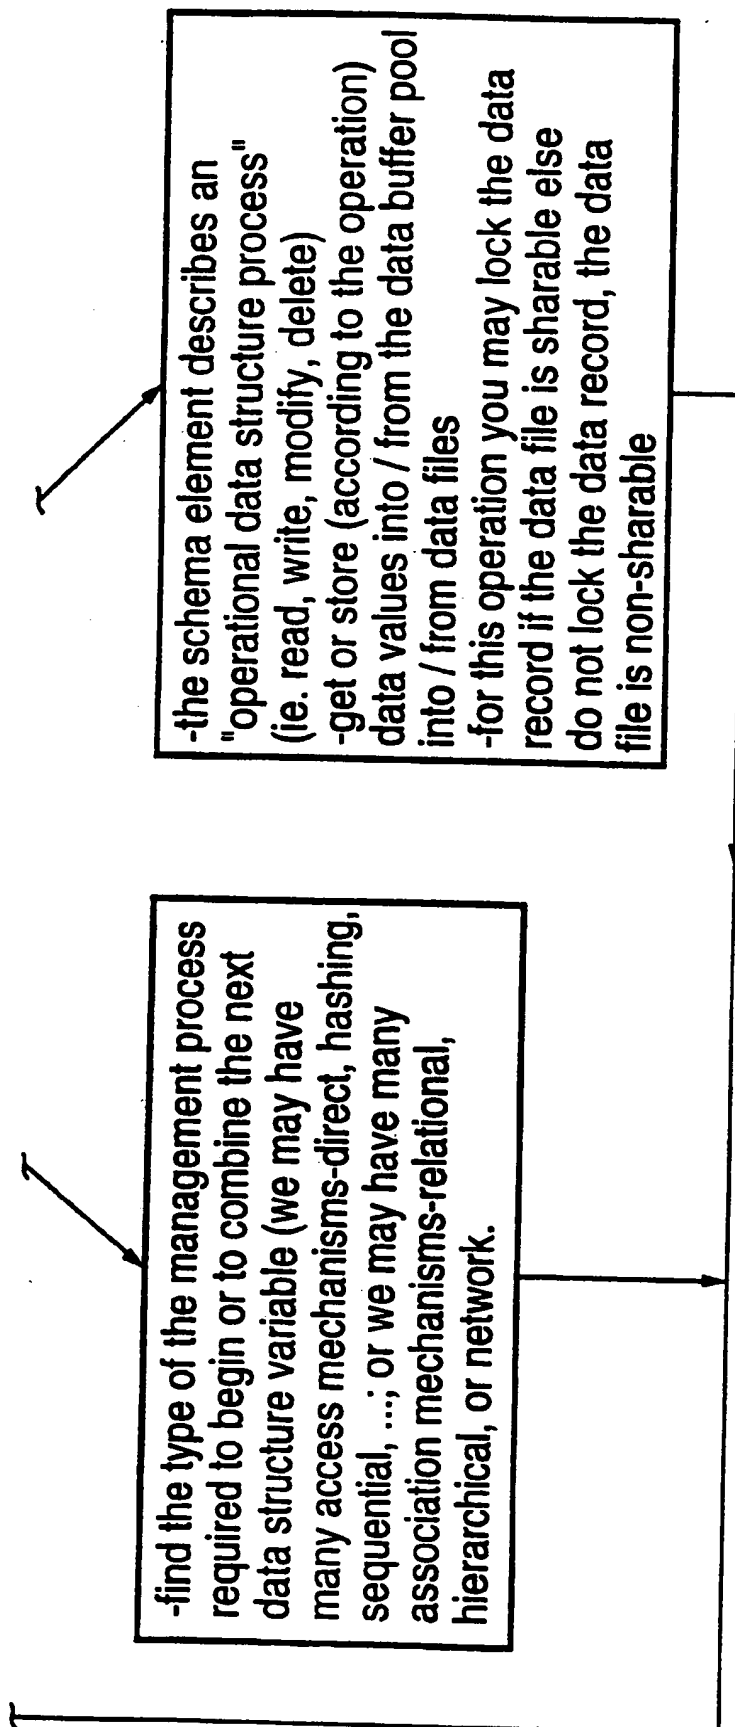 -find the type of the management process
required to begin or to combine the next
data structure variable (we may have
many access mechanisms-direct, hashing,
sequential, ...; or we may have many
association mechanisms-relational,
hierarchical, or network.
-the schema element describes an
"operational data structure process"
(ie. read, write, modify, delete)
-get or store (according to the operation)
data values into / from the data buffer pool
into / from data files
-for this operation you may lock the data
record if the data file is sharable else
do not lock the data record, the data
file is non-sharable